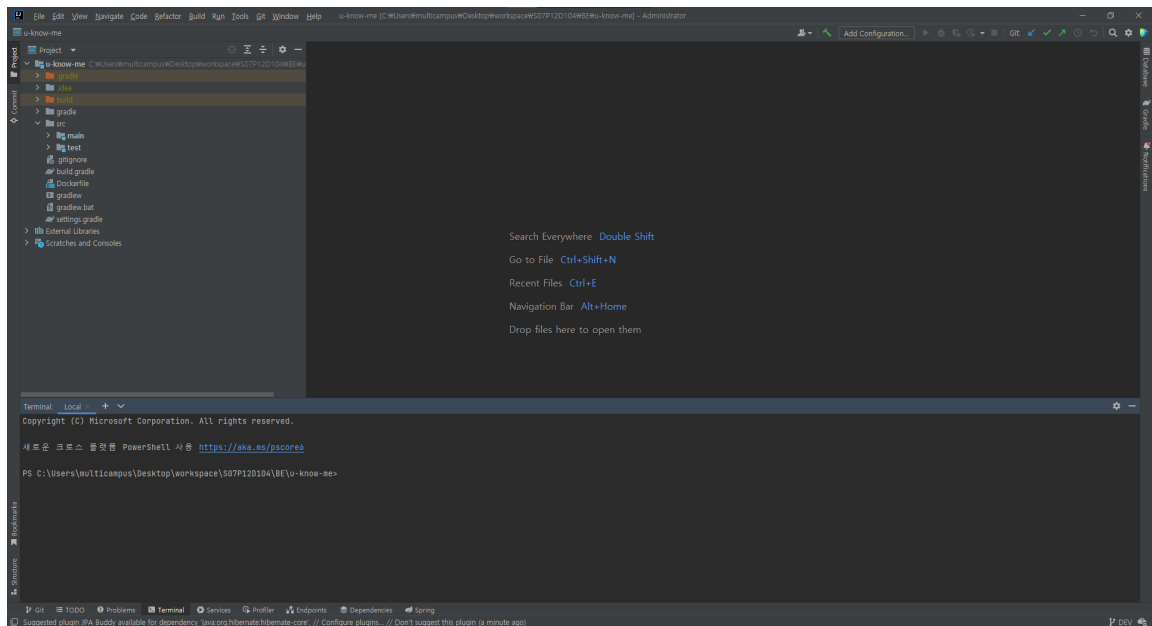 File Edit View Navigate Code Refactor Build Run Tools Git Window Help u-know-me [C:₩Users₩multicampus₩Desktop₩workspace₩S07P12D104₩BE₩u-know-me] - Administrator
u-know-me
Add Configuration...
Git:
Project
u-know-me C:₩Users₩multicampus₩Desktop₩workspace₩S07P12D104₩BE₩u
.gradle
.idea
build
gradle
src
main
test
.gitignore
build.gradle
Dockerfile
gradlew
gradlew.bat
settings.gradle
External Libraries
Scratches and Consoles
Project
Commit
Bookmarks
Structure
Search Everywhere Double Shift
Go to File Ctrl+Shift+N
Recent Files Ctrl+E
Navigation Bar Alt+Home
Drop files here to open them
Database
Gradle
Notifications
Terminal: Local
Copyright (C) Microsoft Corporation. All rights reserved.
새로운 크로스 플랫폼 PowerShell 사용 https://aka.ms/pscore6
PS C:\Users\multicampus\Desktop\workspace\S07P12D104\BE\u-know-me>
Git TODO Problems Terminal Services Profiler Endpoints Dependencies Spring
Suggested plugin JPA Buddy available for dependency 'java:org.hibernate:hibernate-core'. // Configure plugins... // Don't suggest this plugin (a minute ago)
DEV